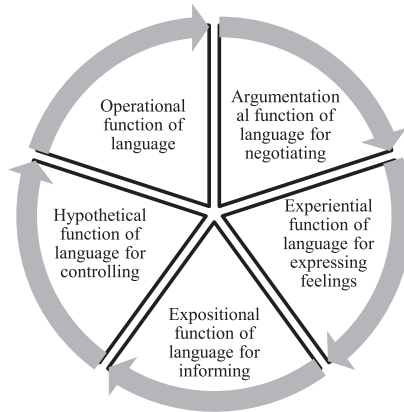 Operational
function of
language
Argumentation
al function of
language for
negotiating
Experiential
function of
language for
expressing
feelings
Expositional
function of
language for
informing
Hypothetical
function of
language for
controlling